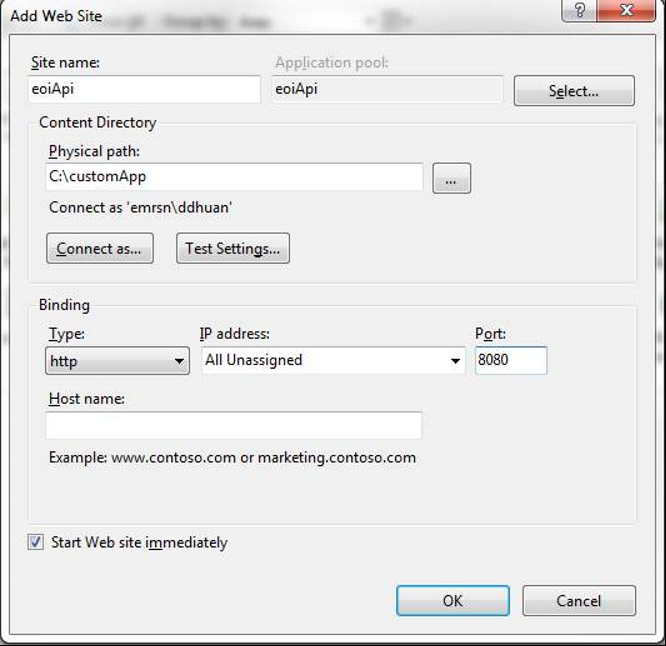 Add Web Site
Site name:
Application pool:
eoiApi
eoiApi
Select...
Content Directory
Physical path:
C:\customApp
...
Connect as 'emrsn\ddhuan'
Connect as...
Test Settings...
Binding
Type:
IP address:
Port:
http
All Unassigned
8080
Host name:
Example: www.contoso.com or marketing.contoso.com
Start Web site immediately
OK
Cancel